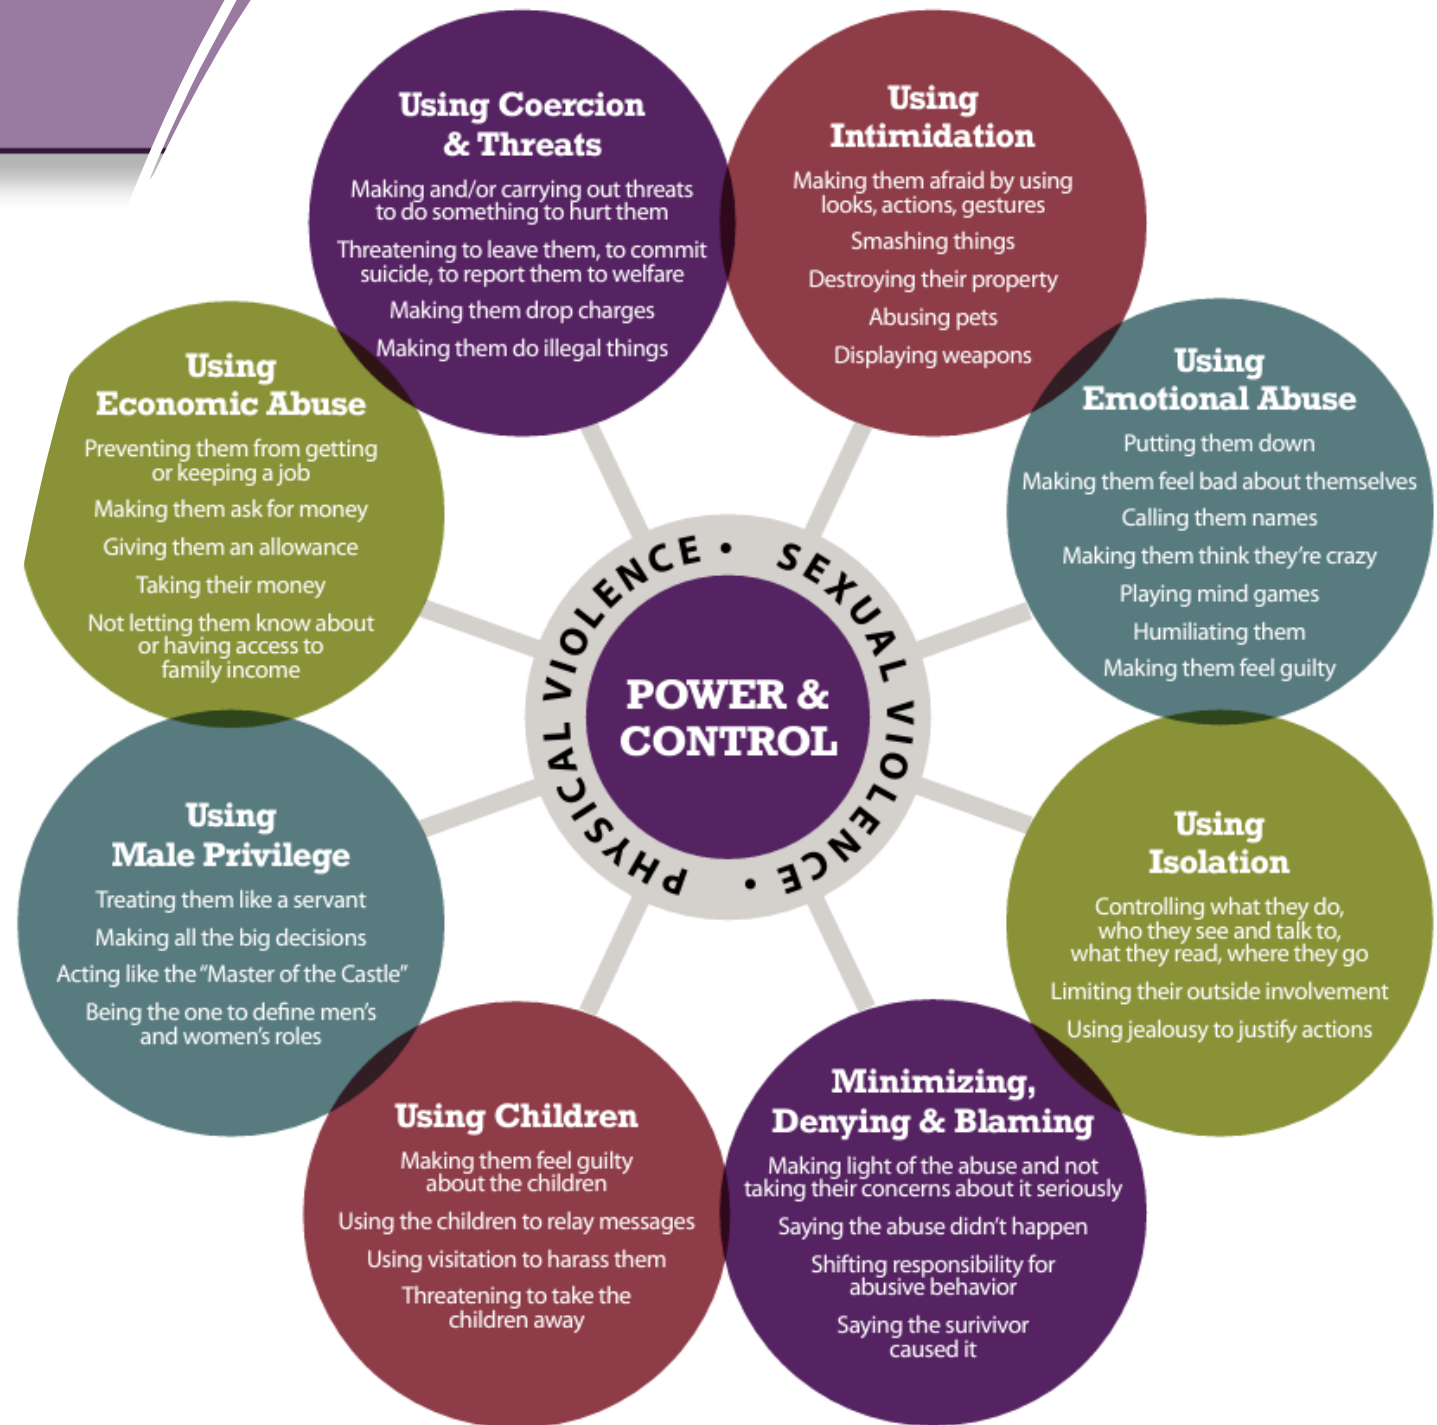 Using Coercion
& Threats
Making and/or carrying out threats
to do something to hurt them
Threatening to leave them, to commit
suicide, to report them to welfare
Making them drop charges
Making them do illegal things
Using
Intimidation
Making them afraid by using
looks, actions, gestures
Smashing things
Destroying their property
Abusing pets
Displaying weapons
Using
Emotional Abuse
Putting them down
Making them feel bad about themselves
Calling them names
Making them think they're crazy
Playing mind games
Humiliating them
Making them feel guilty
Using
Isolation
Controlling what they do,
who they see and talk to,
what they read, where they go
Limiting their outside involvement
Using jealousy to justify actions
Minimizing,
Denying & Blaming
Making light of the abuse and not
taking their concerns about it seriously
Saying the abuse didn't happen
Shifting responsibility for
abusive behavior
Saying the surivivor
caused it
Using Children
Making them feel guilty
about the children
Using the children to relay messages
Using visitation to harass them
Threatening to take the
children away
Using
Male Privilege
Treating them like a servant
Making all the big decisions
Acting like the "Master of the Castle"
Being the one to define men's
and women's roles
Using
Economic Abuse
Preventing them from getting
or keeping a job
Making them ask for money
Giving them an allowance
Taking their money
Not letting them know about
or having access to
family income
PHYSICAL VIOLENCE •
SEXUAL VIOLENCE •
POWER &
CONTROL